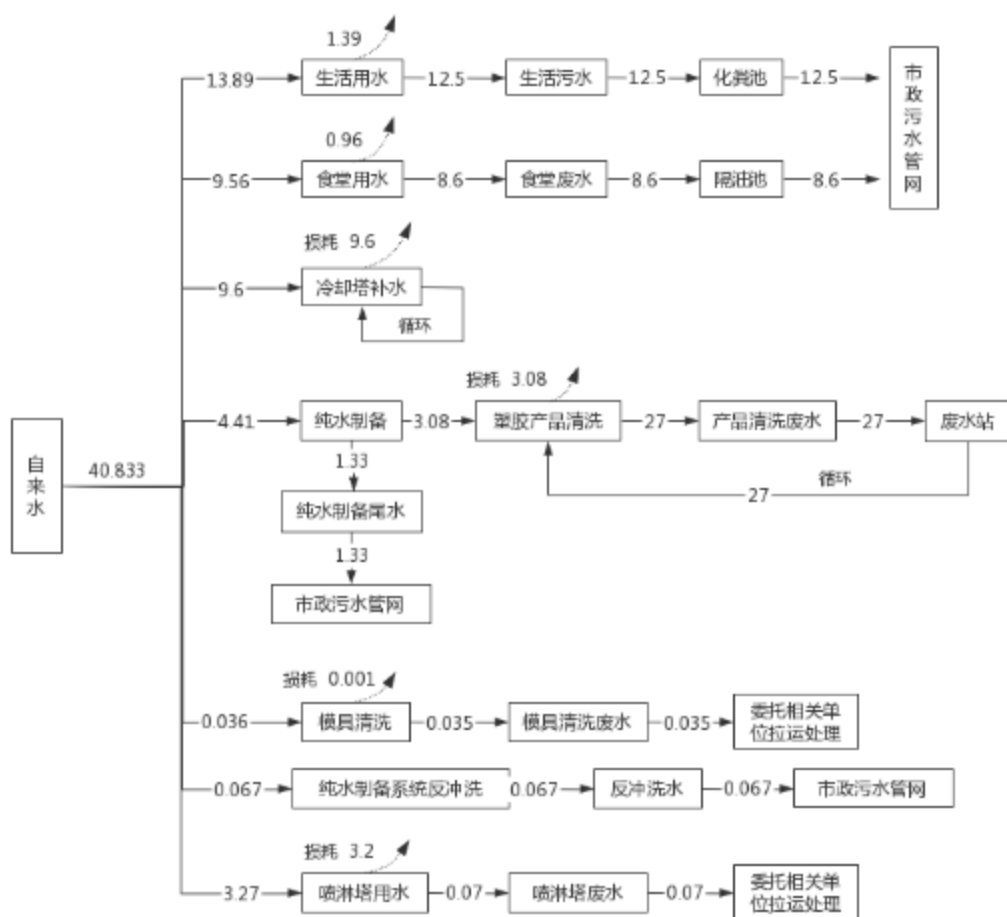 1.39
13.89
生活用水
12.5
生活污水
12.5
化粪池
12.5
市政污水管网
0.96
9.56
食堂用水
8.6
食堂废水
8.6
隔油池
8.6
损耗 9.6
9.6
冷却塔补水
循环
损耗 3.08
4.41
纯水制备
3.08
塑胶产品清洗
27
产品清洗废水
27
废水站
自来水
40.833
1.33
循环
27
纯水制备尾水
1.33
市政污水管网
损耗 0.001
0.036
模具清洗
0.035
模具清洗废水
0.035
委托相关单
位拉运处理
0.067
纯水制备系统反冲洗
0.067
反冲洗水
0.067
市政污水管网
损耗 3.2
3.27
喷淋塔用水
0.07
喷淋塔废水
0.07
委托相关单
位拉运处理